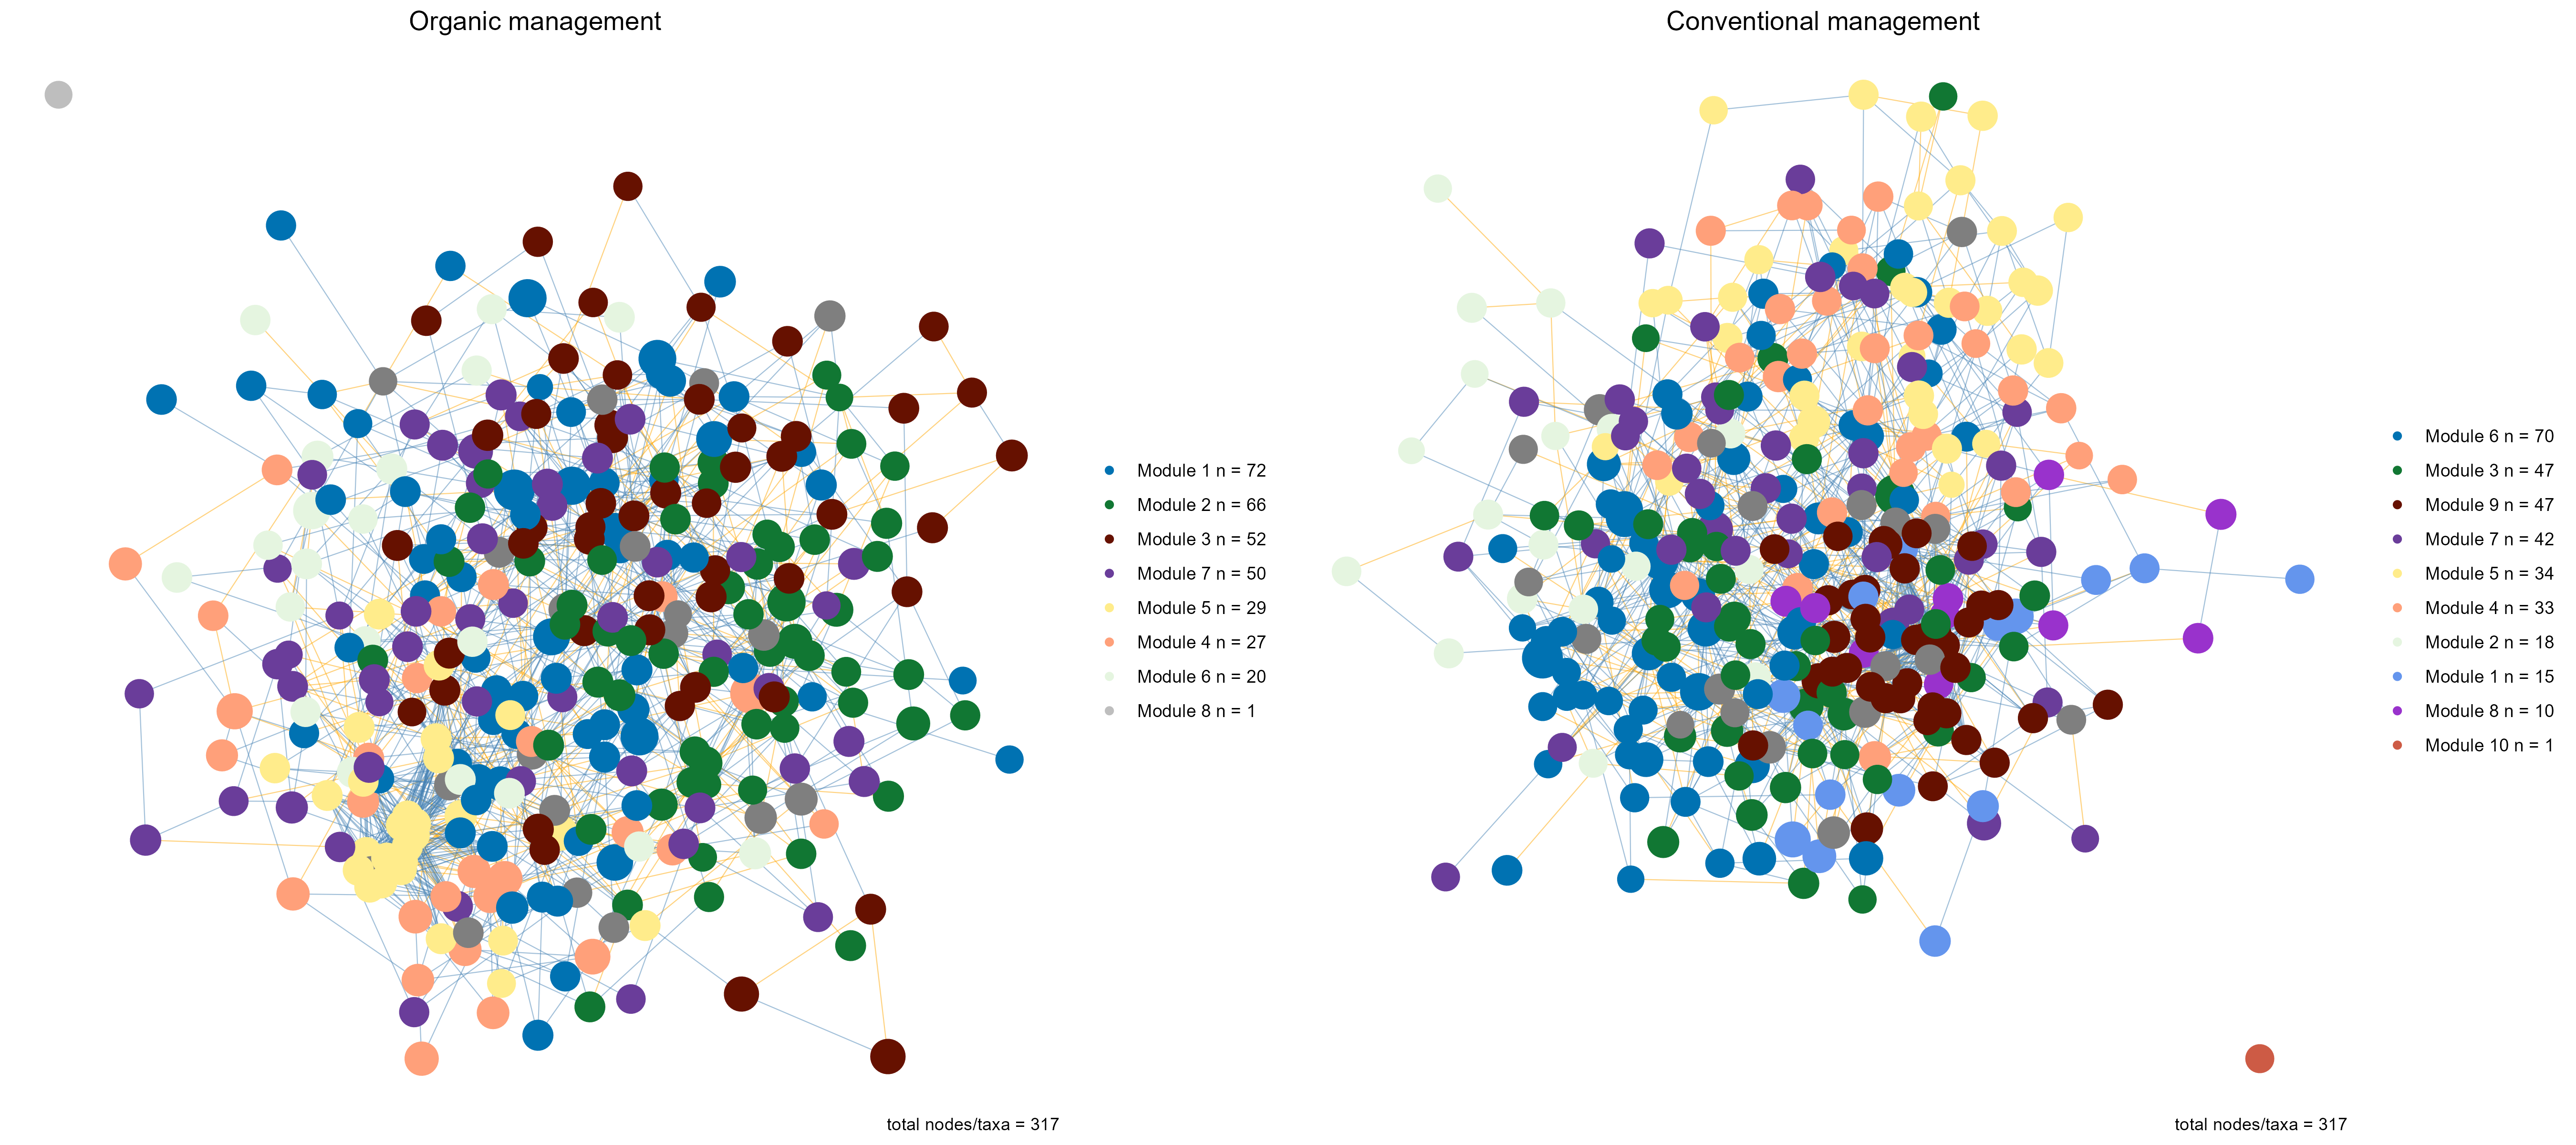 Organic management
Conventional management
Module 1 n = 72
Module 2 n = 66
Module 3 n = 52
Module 7 n = 50
Module 5 n = 29
Module 4 n = 27
Module 6 n = 20
Module 8 n = 1
Module 6 n = 70
Module 3 n = 47
Module 9 n = 47
Module 7 n = 42
Module 5 n = 34
Module 4 n = 33
Module 2 n = 18
Module 1 n = 15
Module 8 n = 10
Module 10 n = 1
total nodes/taxa = 317
total nodes/taxa = 317